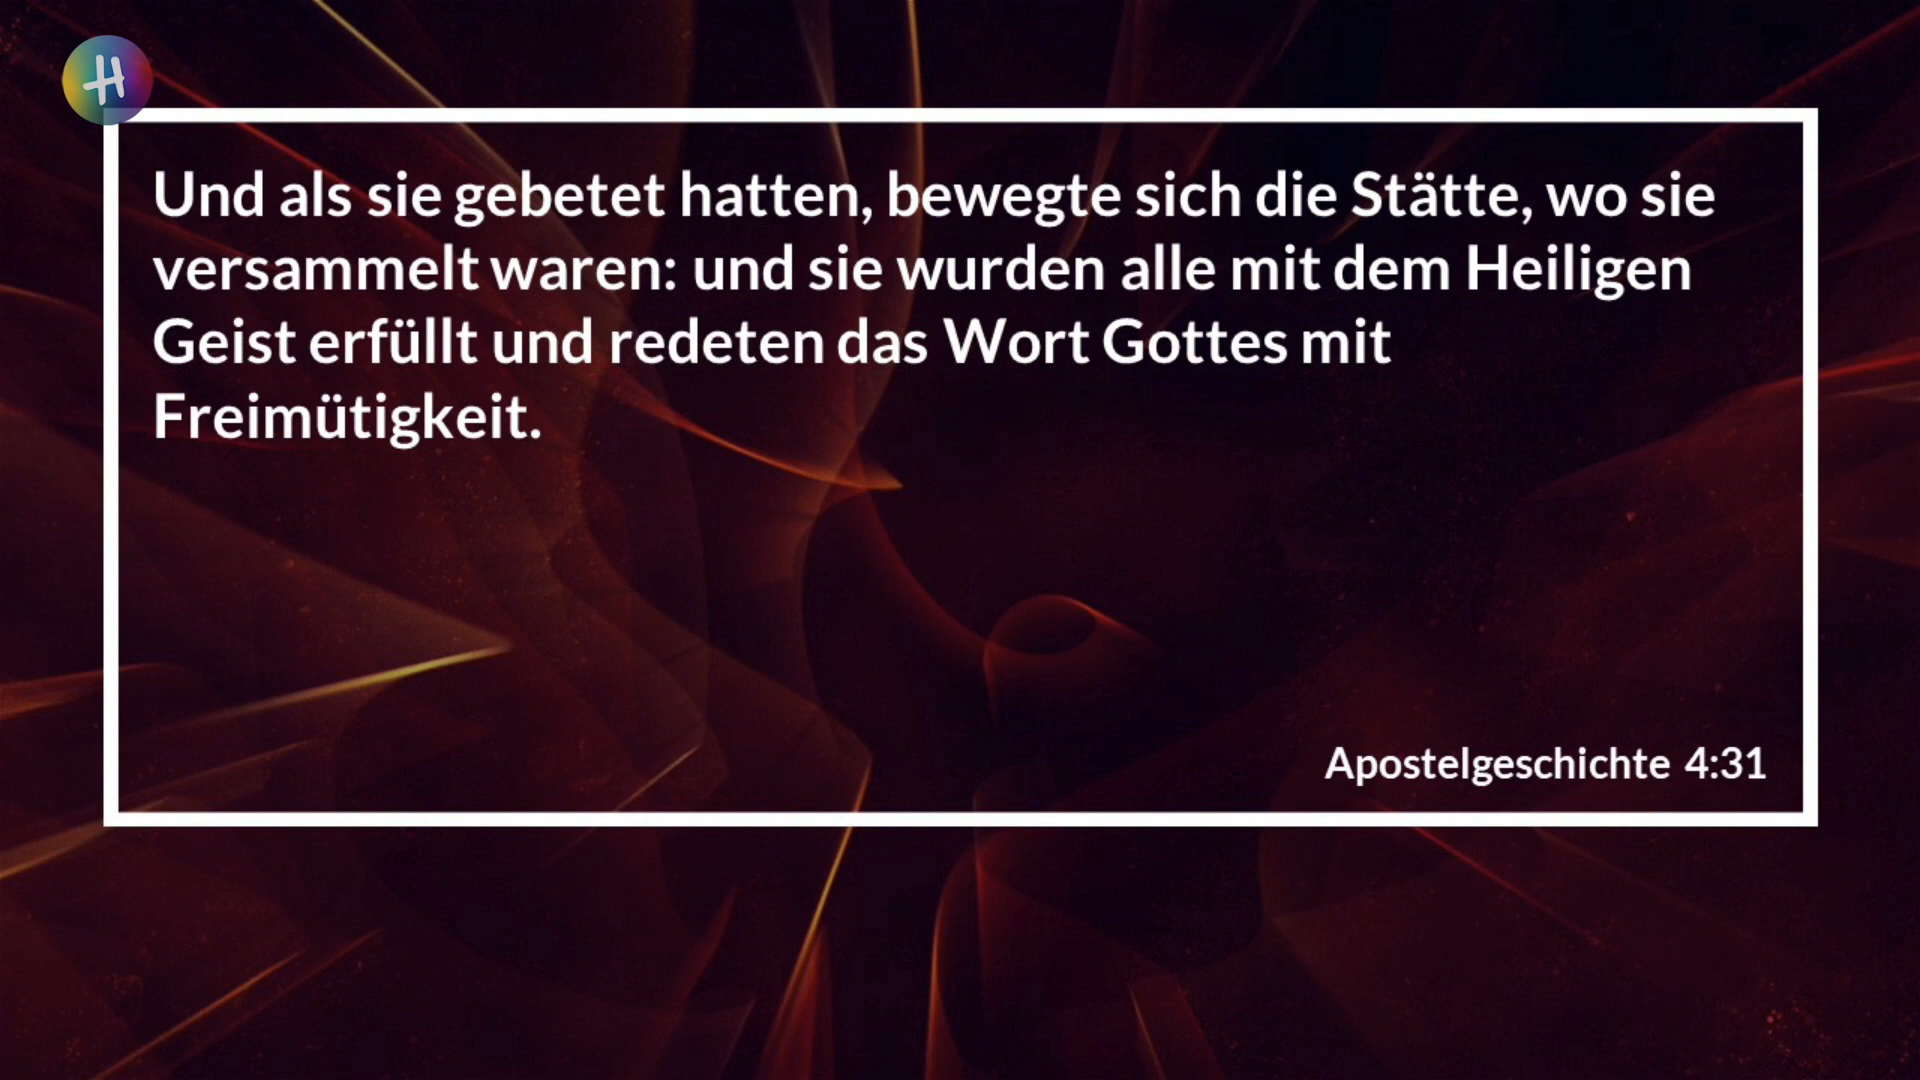 H
Und als sie gebetet hatten, bewegte sich die Stätte, wo sie
versammelt waren: und sie wurden alle mit dem Heiligen
Geist erfüllt und redeten das Wort Gottes mit
Freimütigkeit.
Apostelgeschichte 4:31